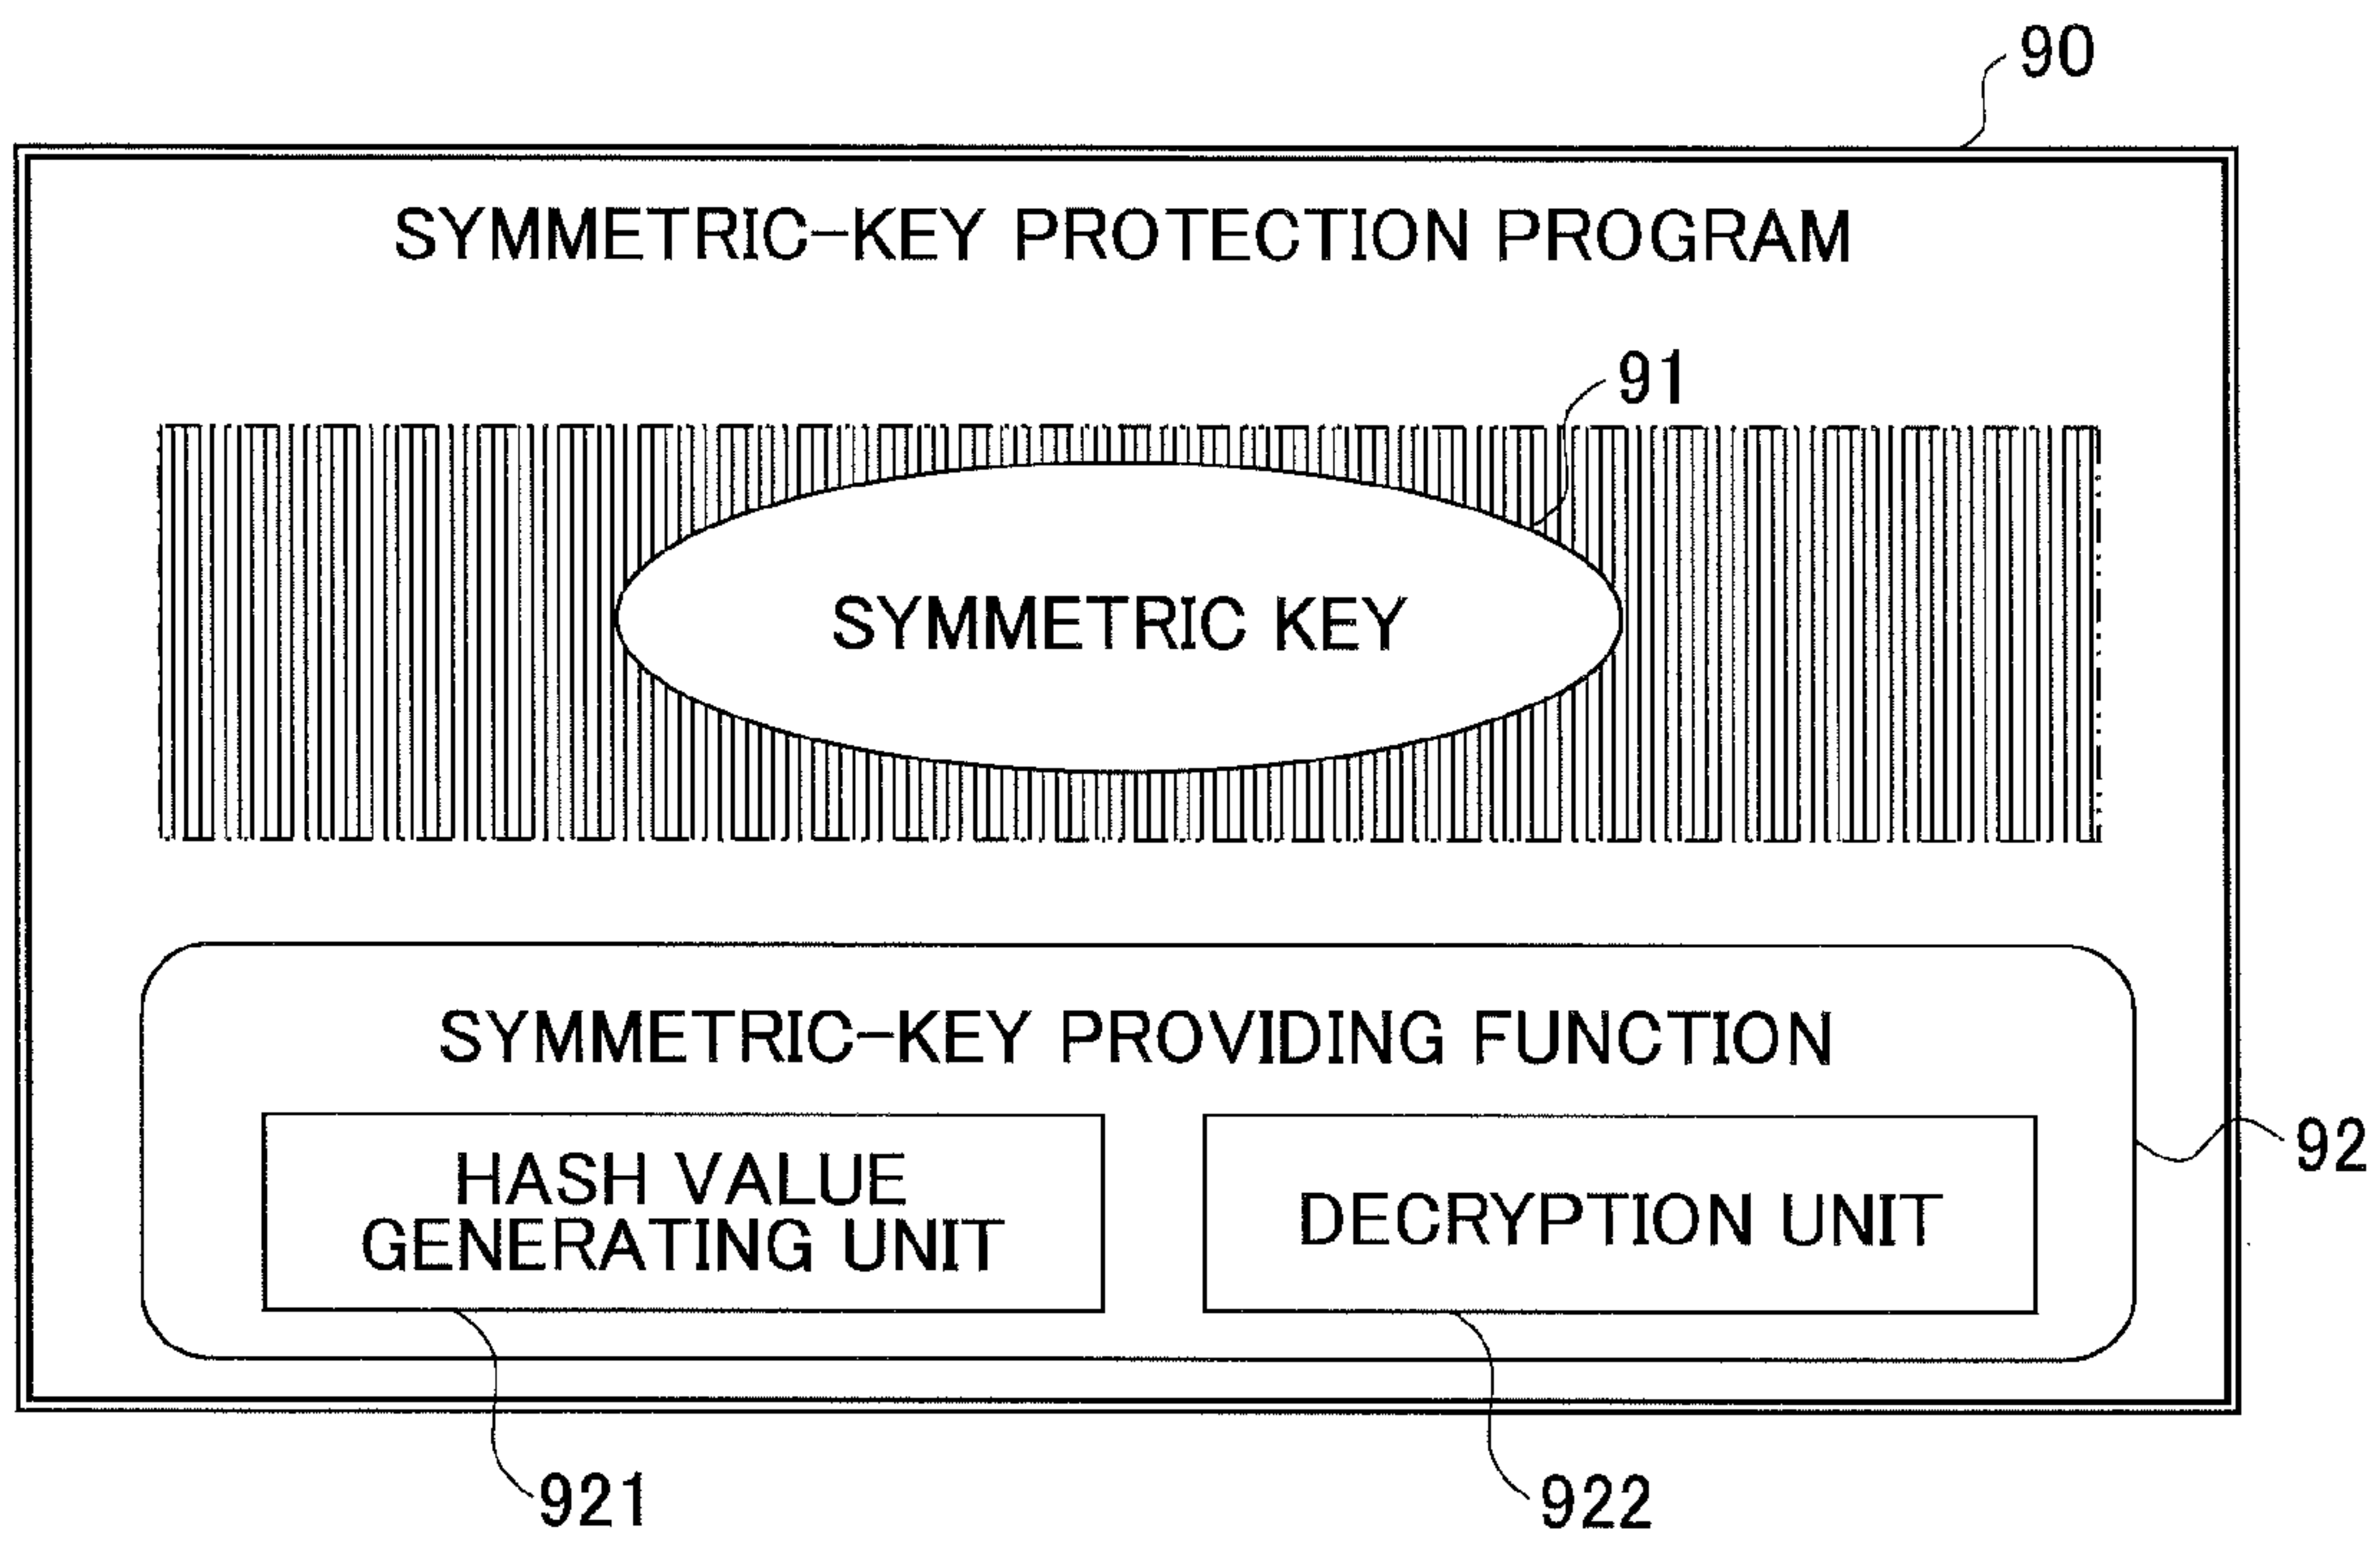 90
SYMMETRIC-KEY PROTECTION PROGRAM
91
SYMMETRIC KEY
SYMMETRIC-KEY PROVIDING FUNCTION
HASH VALUE
GENERATING UNIT
DECRYPTION UNIT
92
921
922